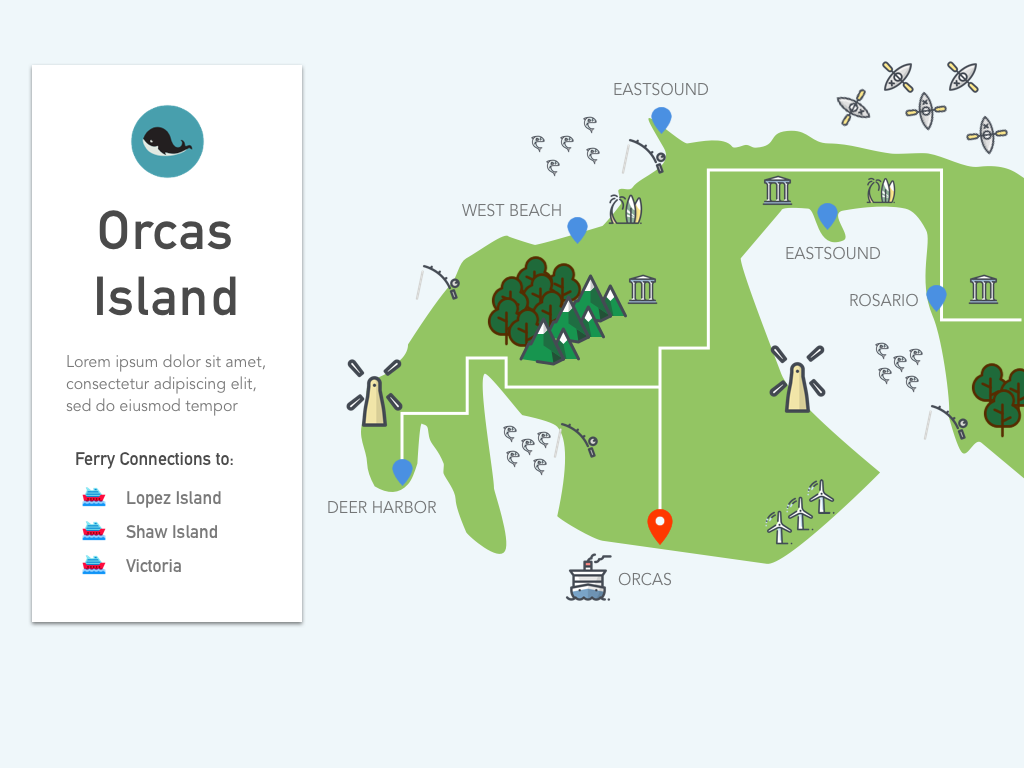 Orcas
Island
Lorem ipsum dolor sit amet,
consectetur adipiscing elit,
sed do eiusmod tempor
Ferry Connections to:
Lopez Island
Shaw Island
Victoria
EASTSOUND
WEST BEACH
EASTSOUND
ROSARIO
DEER HARBOR
ORCAS